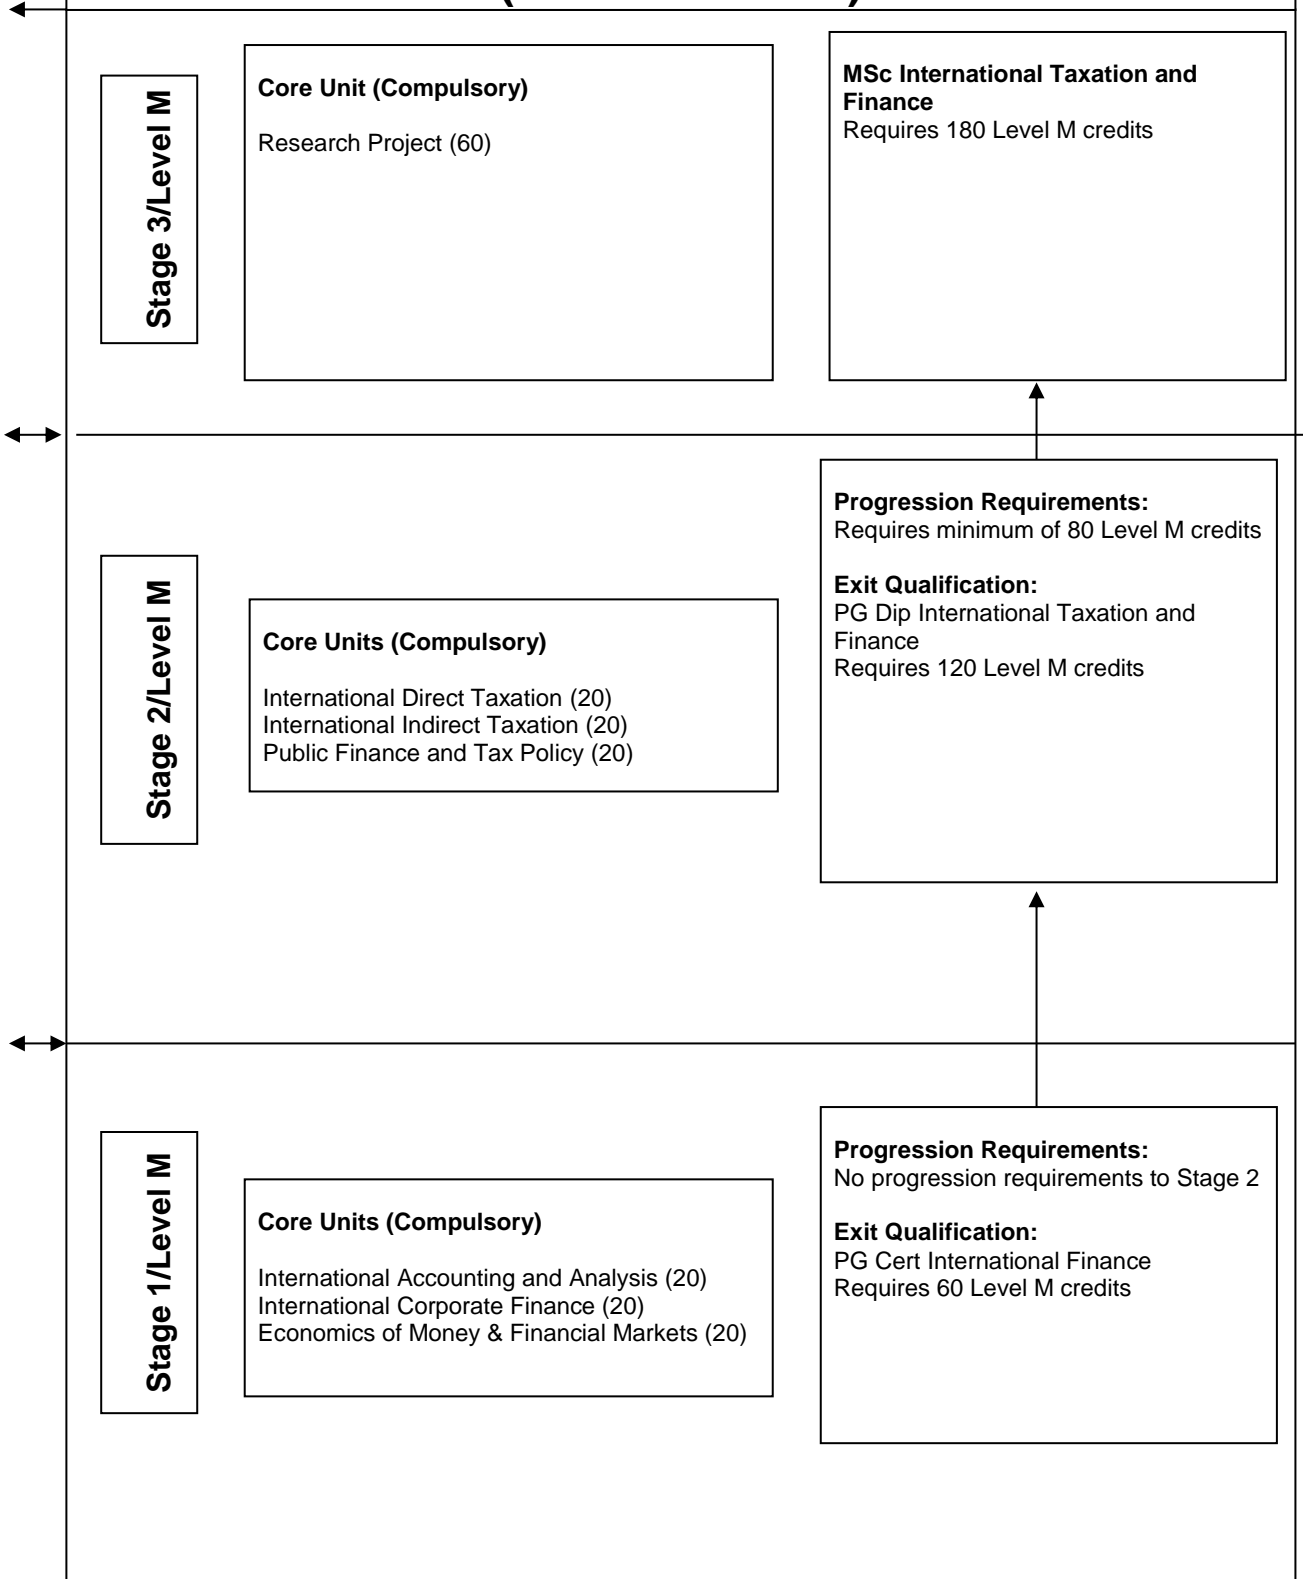 Stage 3/Level M
Core Unit (Compulsory)
Research Project (60)
MSc International Taxation and
Finance
Requires 180 Level M credits
Stage 2/Level M
Core Units (Compulsory)
International Direct Taxation (20)
International Indirect Taxation (20)
Public Finance and Tax Policy (20)
Progression Requirements:
Requires minimum of 80 Level M credits
Exit Qualification:
PG Dip International Taxation and
Finance
Requires 120 Level M credits
Stage 1/Level M
Core Units (Compulsory)
International Accounting and Analysis (20)
International Corporate Finance (20)
Economics of Money & Financial Markets (20)
Progression Requirements:
No progression requirements to Stage 2
Exit Qualification:
PG Cert International Finance
Requires 60 Level M credits